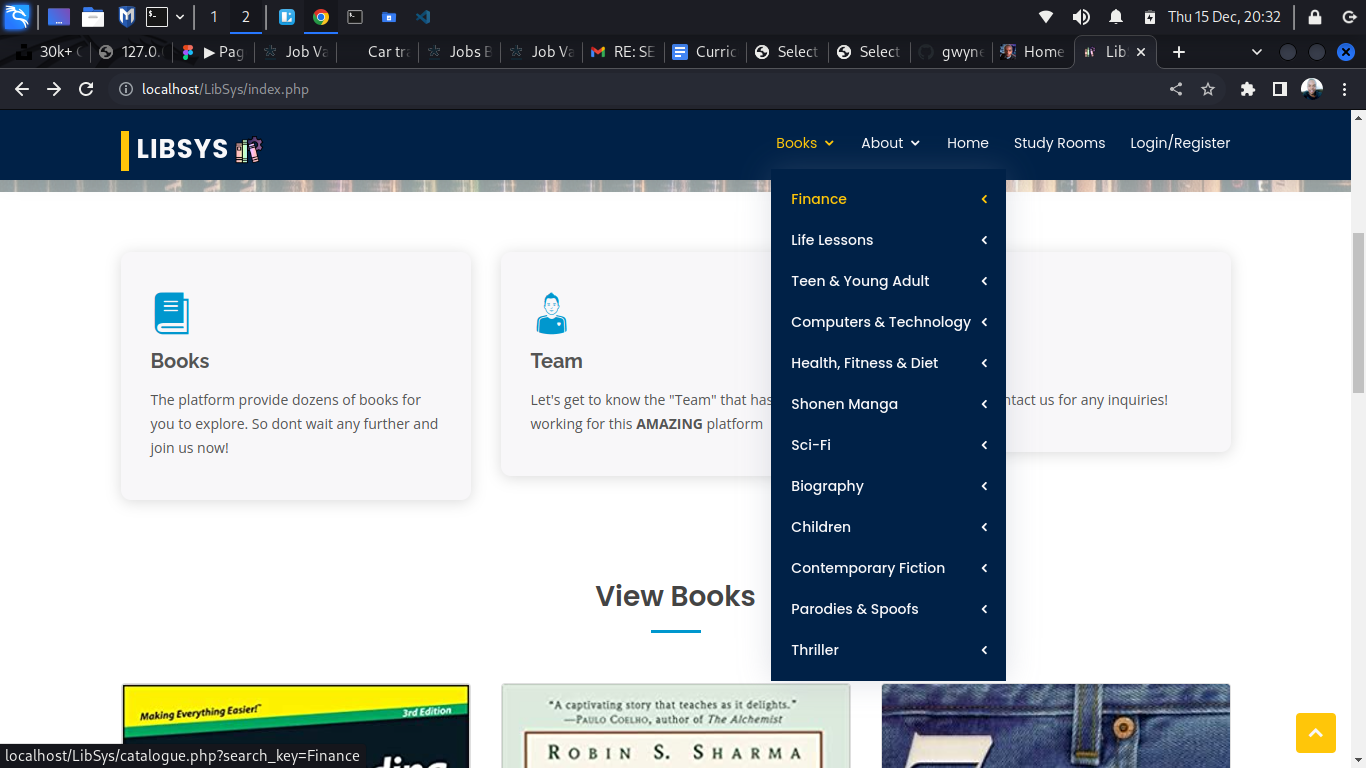 1
2
Thu 15 Dec, 20:32
30k+
127.0.
▶ Pag
Job Va
Car tra
Jobs B
Job Va
RE: SE
Curric
Select
Select
gwyne
Home
Lib
localhost/LibSys/index.php
LIBSYS
Books
About
Home
Study Rooms
Login/Register
Finance
Life Lessons
Teen & Young Adult
Computers & Technology
Health, Fitness & Diet
Shonen Manga
Sci-Fi
Biography
Children
Contemporary Fiction
Parodies & Spoofs
Thriller
Books
The platform provide dozens of books for
you to explore. So dont wait any further and
join us now!
Team
Let's get to know the "Team" that has
working for this AMAZING platform
ntact us for any inquiries!
View Books
Making Everything Easier!™
3rd Edition
"A captivating story that teaches as it delights."
—Paulo Coelho, author of The Alchemist
Robin S. Sharma
localhost/LibSys/catalogue.php?search_key=Finance